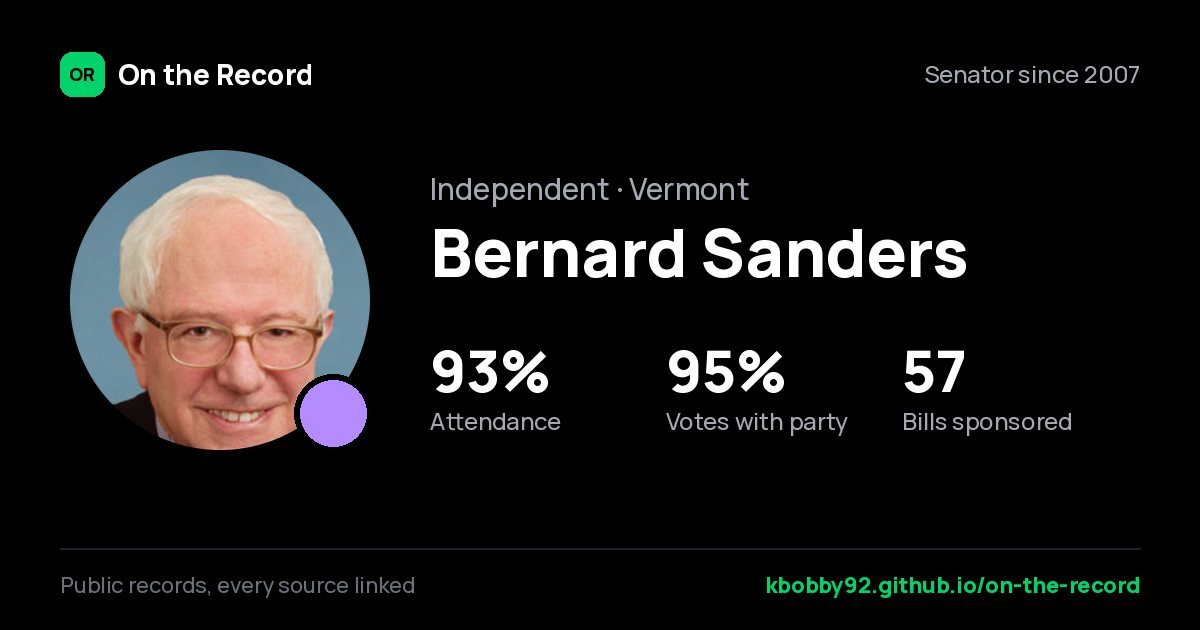 OR On the Record
Senator since 2007
Independent · Vermont
Bernard Sanders
93% 95% 57
Attendance Votes with party Bills sponsored
Public records, every source linked
kbobby92.github.io/on-the-record